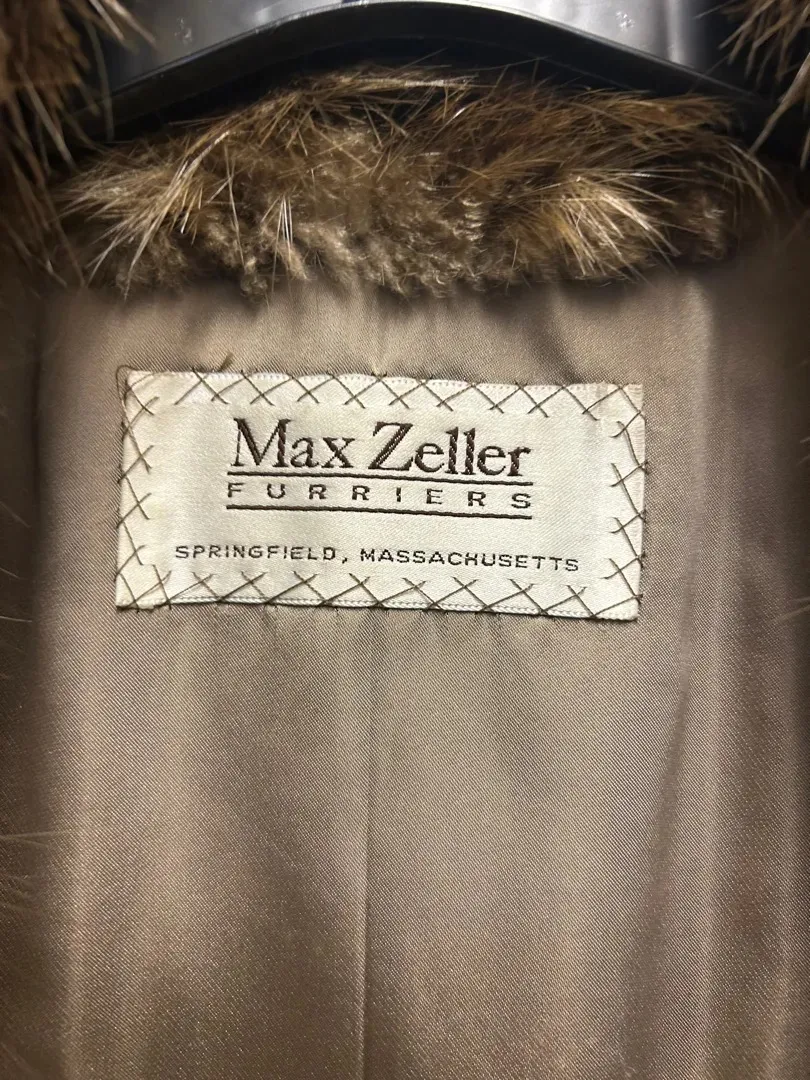 Max Zeller
FURRIERS
SPRINGFIELD, MASSACHUSETTS